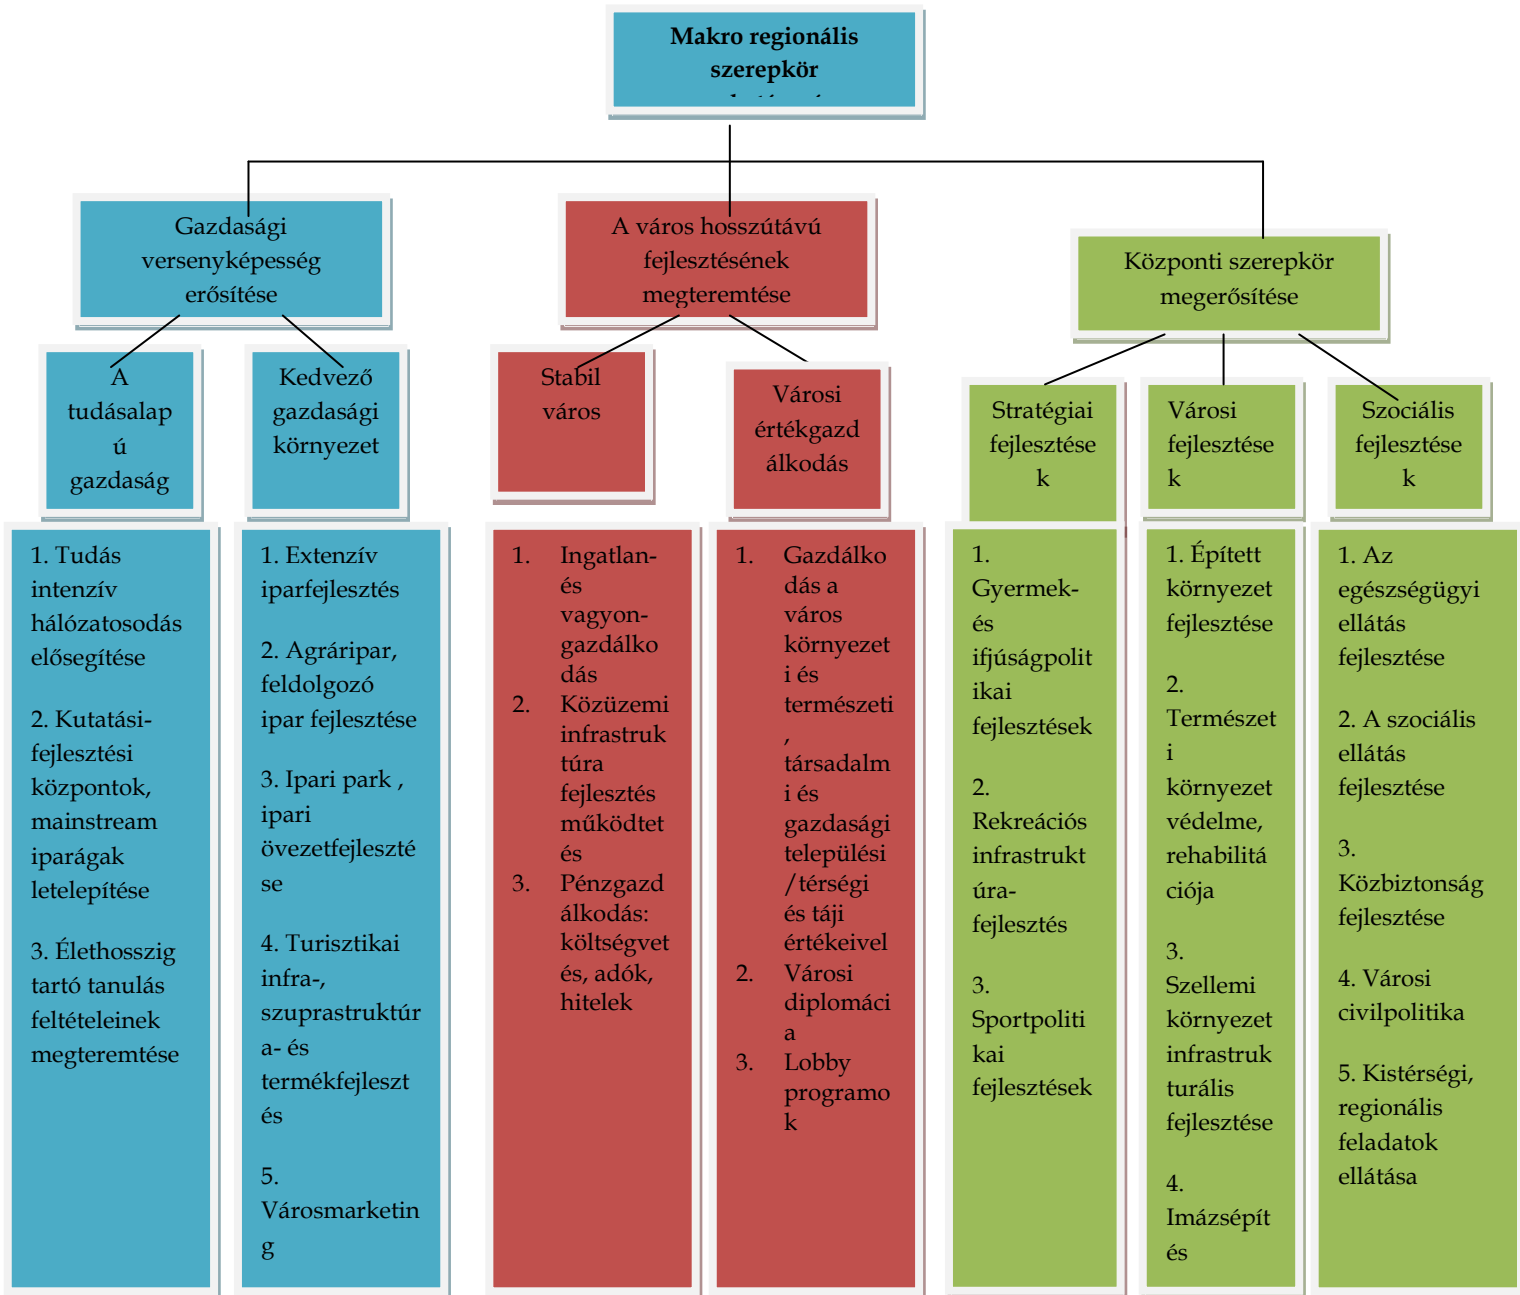 Makro regionális
szerepkör
Gazdasági
versenyképesség
erősítése
A város hosszútávú
fejlesztésének
megteremtése
Központi szerepkör
megerősítése
A
tudásalap
ú
gazdaság
Kedvező
gazdasági
környezet
Stabil
város
Városi
értékgazd
álkodás
Stratégiai
fejlesztése
k
Városi
fejlesztése
k
Szociális
fejlesztése
k
1. Tudás
intenzív
hálózatosodás
elősegítése
2. Kutatási-
fejlesztési
központok,
mainstream
iparágak
letelepítése
3. Élethosszig
tartó tanulás
feltételeinek
megteremtése
1. Extenzív
iparfejlesztés
2. Agráripar,
feldolgozó
ipar fejlesztése
3. Ipari park ,
ipari
övezetfejleszté
se
4. Turisztikai
infra-,
szuprastruktúr
a- és
termékfejleszt
és
5.
Városmarketin
g
1. Ingatlan-
és
vagyon-
gazdálko
dás
2. Közüzemi
infrastruk
túra
fejlesztés
működtet
és
3. Pénzgazd
álkodás:
költségvet
és, adók,
hitelek
1. Gazdálko
dás a
város
környezet
i és
természeti
,
társadalm
i és
gazdasági
települési
/térségi
és táji
értékeivel
2. Városi
diplomáci
a
3. Lobby
programo
k
1.
Gyermek-
és
ifjúságpolit
ikai
fejlesztések
2.
Rekreációs
infrastrukt
úra-
fejlesztés
3.
Sportpoliti
kai
fejlesztések
1. Épített
környezet
fejlesztése
2.
Természet
i
környezet
védelme,
rehabilitá
ciója
3.
Szellemi
környezet
infrastruk
turális
fejlesztése
4.
Imázsépít
és
1. Az
egészségügyi
ellátás
fejlesztése
2. A szociális
ellátás
fejlesztése
3.
Közbiztonság
fejlesztése
4. Városi
civilpolitika
5. Kistérségi,
regionális
feladatok
ellátása